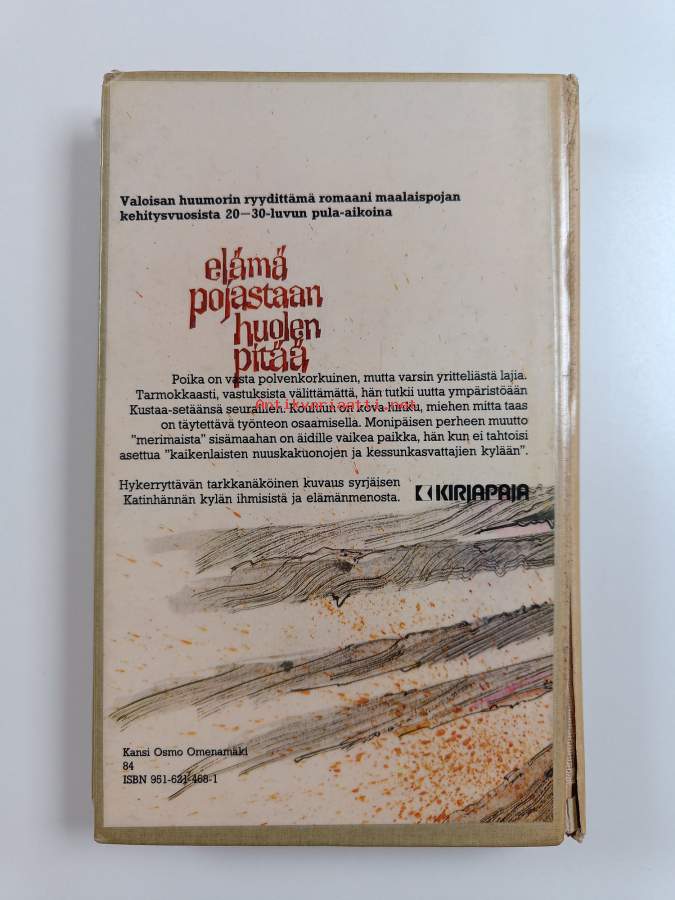 Valoisan huumorin ryydittämä romaani maalaispojan
kehitysvuosista 20—30-luvun pula-aikoina
elämä
pojastaan
huolen
pitää
Poika on vasta polvenkorkuinen, mutta varsin yritteliästä lajia.
Tarmokkaasti, vastuksista välittämättä, hän tutkii uutta ympäristöään
Kustaa-setäänsä seuraillen. Kouluun on kova hinku, miehen mitta taas
antikvariaatti.net
on täytettävä työnteon osaamisella. Monipäisen perheen muutto
"merimaista" sisämaahan on äidille vaikea paikka, hän kun ei tahtoisi
asettua "kaikenlaisten nuuskakuonojen ja kessunkasvattajien kylään".
Hykerryttävän tarkkanäköinen kuvaus syrjäisen
Katinhännän kylän ihmisistä ja elämänmenosta.
KIRJAPAJA
Kansi Osmo Omenamäki
84
ISBN 951-621-468-1